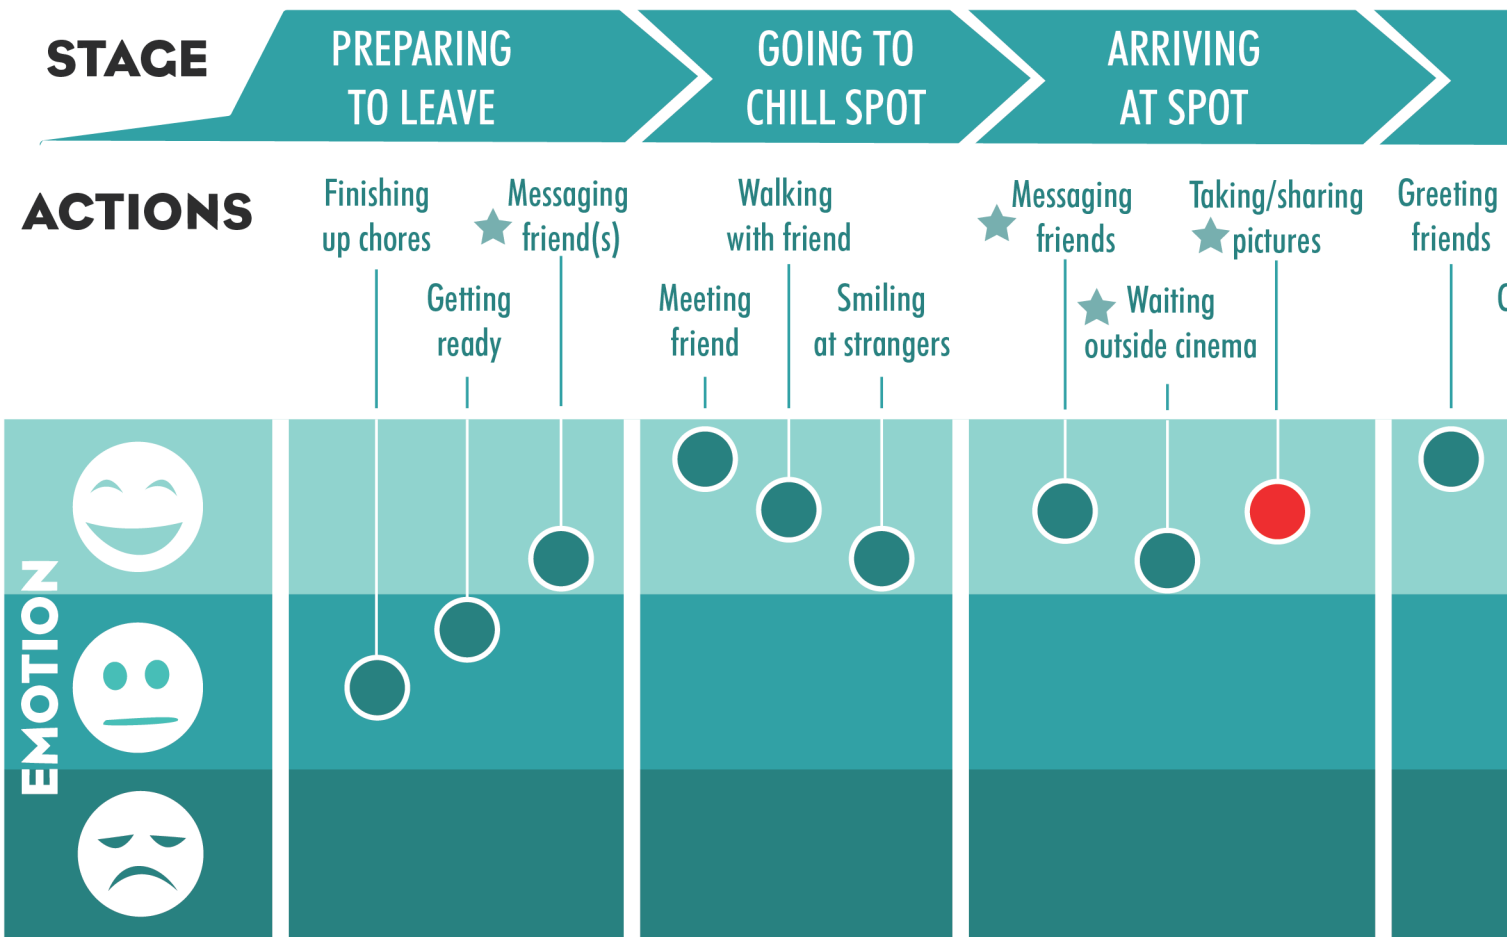 STAGE
PREPARING
TO LEAVE
GOING TO
CHILL SPOT
ARRIVING
AT SPOT
ACTIONS
Finishing
up chores
Getting
ready
Messaging
friend(s)
Meeting
friend
Walking
with friend
Smiling
at strangers
Messaging
friends
Waiting
outside cinema
Taking/sharing
pictures
Greeting
friends
EMOTION